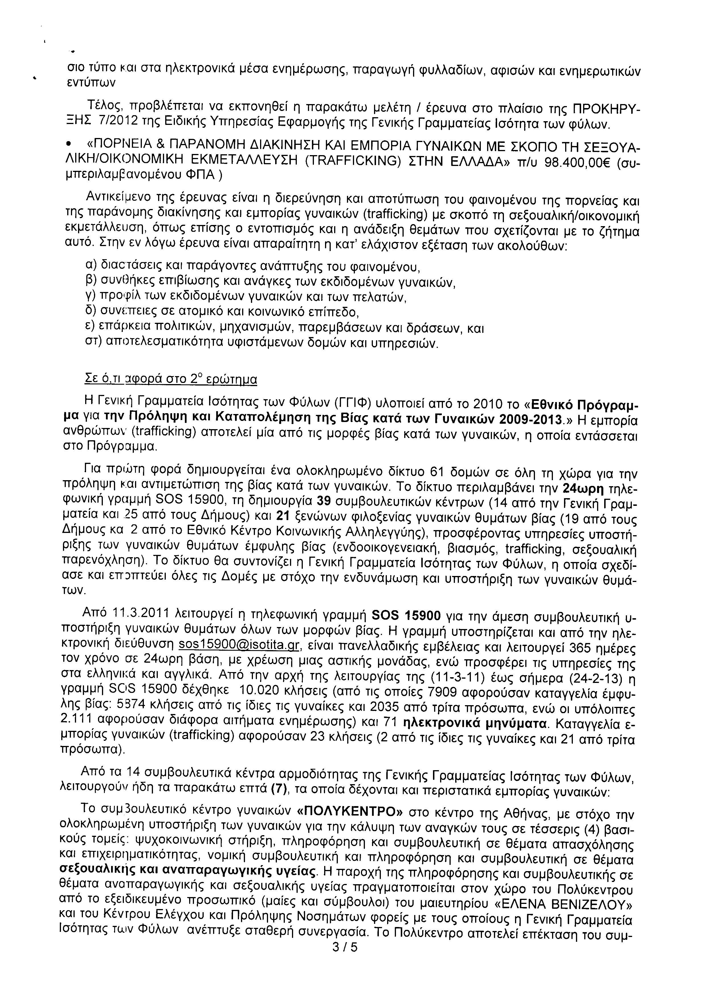 σιο τύπο και στα ηλεκτρονικά μέσα ενημέρωσης, παραγωγή φυλλαδίων, αφισών και ενημερωτικών
εντύπων
Τέλος, προβλέπεται να εκπονηθεί η παρακάτω μελέτη / έρευνα στο πλαίσιο της ΠΡΟΚΗΡΥ-
ΞΗΣ 7/2012 της Ειδικής Υπηρεσίας Εφαρμογής της Γενικής Γραμματείας Ισότητα των φύλων.
• «ΠΟΡΝΕΙΑ & ΠΑΡΑΝΟΜΗ ΔΙΑΚΙΝΗΣΗ ΚΑΙ ΕΜΠΟΡΙΑ ΓΥΝΑΙΚΩΝ ΜΕ ΣΚΟΠΟ ΤΗ ΣΕΞΟΥΑ-
ΛΙΚΗ/ΟΙΚΟΝΟΜΙΚΗ ΕΚΜΕΤΑΛΛΕΥΣΗ (TRAFFICKING) ΣΤΗΝ ΕΛΛΑΔΑ» π/υ 98.400,00€ (συ-
μπεριλαμβανομένου ΦΠΑ )
Αντικείμενο της έρευνας είναι η διερεύνηση και αποτύπωση του φαινομένου της πορνείας και
της παράνομης διακίνησης και εμπορίας γυναικών (trafficking) με σκοπό τη σεξουαλική/οικονομική
εκμετάλλευση, όπως επίσης ο εντοπισμός και η ανάδειξη θεμάτων που σχετίζονται με το ζήτημα
αυτό. Στην εν λόγω έρευνα είναι απαραίτητη η κατ’ ελάχιστον εξέταση των ακολούθων:
α) διαστάσεις και παράγοντες ανάπτυξης του φαινομένου,
β) συνθήκες επιβίωσης και ανάγκες των εκδιδομένων γυναικών,
γ) προφίλ των εκδιδομένων γυναικών και των πελατών,
δ) συνέπειες σε ατομικό και κοινωνικό επίπεδο,
ε) επάρκεια πολιτικών, μηχανισμών, παρεμβάσεων και δράσεων, και
στ) αποτελεσματικότητα υφιστάμενων δομών και υπηρεσιών.
Σε ό,τι αφορά στο 2° ερώτημα
Η Γενική Γραμματεία Ισότητας των Φύλων (ΓΓΙΦ) υλοποιεί από το 2010 το «Εθνικό Πρόγραμ-
μα για την Πρόληψη και Καταπολέμηση της Βίας κατά των Γυναικών 2009-2013.» Η εμπορία
ανθρώπων (trafficking) αποτελεί μία από τις μορφές βίας κατά των γυναικών, η οποία εντάσσεται
στο Πρόγραμμα.
Για πρώτη φορά δημιουργείται ένα ολοκληρωμένο δίκτυο 61 δομών σε όλη τη χώρα για την
πρόληψη και αντιμετώπιση της βίας κατά των γυναικών. Το δίκτυο περιλαμβάνει την 24ωρη τηλε-
φωνική γραμμή SOS 15900, τη δημιουργία 39 συμβουλευτικών κέντρων (14 από την Γενική Γραμ-
ματεία και 25 από τους Δήμους) και 21 ξενώνων φιλοξενίας γυναικών θυμάτων βίας (19 από τους
Δήμους κα 2 από το Εθνικό Κέντρο Κοινωνικής Αλληλεγγύης), προσφέροντας υπηρεσίες υποστή-
ριξης των γυναικών θυμάτων έμφυλης βίας (ενδοοικογενειακή, βιασμός, trafficking, σεξουαλική
παρενόχληση). Το δίκτυο θα συντονίζει η Γενική Γραμματεία Ισότητας των Φύλων, η οποία σχεδί-
ασε και εποπτεύει όλες τις Δομές με στόχο την ενδυνάμωση και υποστήριξη των γυναικών θυμά-
των.
Από 11.3.2011 λειτουργεί η τηλεφωνική γραμμή SOS 15900 για την άμεση συμβουλευτική υ-
ποστήριξη γυναικών θυμάτων όλων των μορφών βίας. Η γραμμή υποστηρίζεται και από την ηλε-
κτρονική διεύθυνση sos15900@isotita.gr, είναι πανελλαδικής εμβέλειας και λειτουργεί 365 ημέρες
τον χρόνο σε 24ωρη βάση, με χρέωση μιας αστικής μονάδας, ενώ προσφέρει τις υπηρεσίες της
στα ελληνικά και αγγλικά. Από την αρχή της λειτουργίας της (11-3-11) έως σήμερα (24-2-13) η
γραμμή SOS 15900 δέχθηκε 10.020 κλήσεις (από τις οποίες 7909 αφορούσαν καταγγελία έμφυ-
λης βίας: 5874 κλήσεις από τις ίδιες τις γυναίκες και 2035 από τρίτα πρόσωπα, ενώ οι υπόλοιπες
2.111 αφορούσαν διάφορα αιτήματα ενημέρωσης) και 71 ηλεκτρονικά μηνύματα. Καταγγελία ε-
μπορίας γυναικών (trafficking) αφορούσαν 23 κλήσεις (2 από τις ίδιες τις γυναίκες και 21 από τρίτα
πρόσωπα).
Από τα 14 συμβουλευτικά κέντρα αρμοδιότητας της Γενικής Γραμματείας Ισότητας των Φύλων,
λειτουργούν ήδη τα παρακάτω επτά (7), τα οποία δέχονται και περιστατικά εμπορίας γυναικών:
Το συμβουλευτικό κέντρο γυναικών «ΠΟΛΥΚΕΝΤΡΟ» στο κέντρο της Αθήνας, με στόχο την
ολοκληρωμένη υποστήριξη των γυναικών για την κάλυψη των αναγκών τους σε τέσσερις (4) βασι-
κούς τομείς: ψυχοκοινωνική στήριξη, πληροφόρηση και συμβουλευτική σε θέματα απασχόλησης
και επιχειρηματικότητας, νομική συμβουλευτική και πληροφόρηση και συμβουλευτική σε θέματα
σεξουαλικής και αναπαραγωγικής υγείας. Η παροχή της πληροφόρησης και συμβουλευτικής σε
θέματα αναπαραγωγικής και σεξουαλικής υγείας πραγματοποιείται στον χώρο του Πολύκεντρου
από το εξειδικευμένο προσωπικό (μαίες και σύμβουλοι) του μαιευτηρίου «ΕΛΕΝΑ ΒΕΝΙΖΕΛΟΥ»
και του Κέντρου Ελέγχου και Πρόληψης Νοσημάτων φορείς με τους οποίους η Γενική Γραμματεία
Ισότητας των Φύλων ανέπτυξε σταθερή συνεργασία. Το Πολύκεντρο αποτελεί επέκταση του συμ-
3 / 5